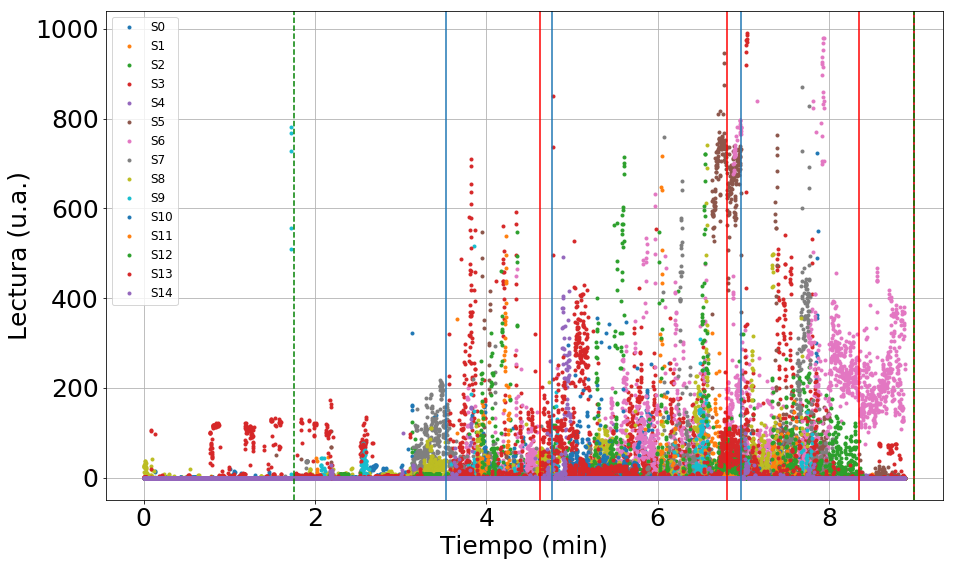 1000
800
600
400
200
0
Lectura (u.a.)
S0
S1
S2
S3
S4
S5
S6
S7
S8
S9
S10
S11
S12
S13
S14
0 2 4 6 8
Tiempo (min)